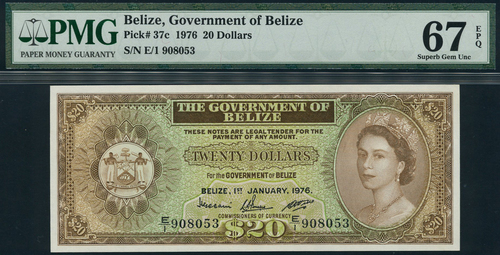 PMG
PAPER MONEY GUARANTY
Belize, Government of Belize
Pick# 37c 1976 20 Dollars
S/N E/1 908053
67 EPQ
Superb Gem Unc
$20 $20
THE GOVERNMENT OF
BELIZE
THESE NOTES ARE LEGAL TENDER FOR THE
PAYMENT OF ANY AMOUNT.
TWENTY DOLLARS
For the GOVERNMENT OF BELIZE
BELIZE, 1ST JANUARY, 1976.
E/1 908053 E/1 908053
COMMISSIONERS OF CURRENCY
$20 $20 $20